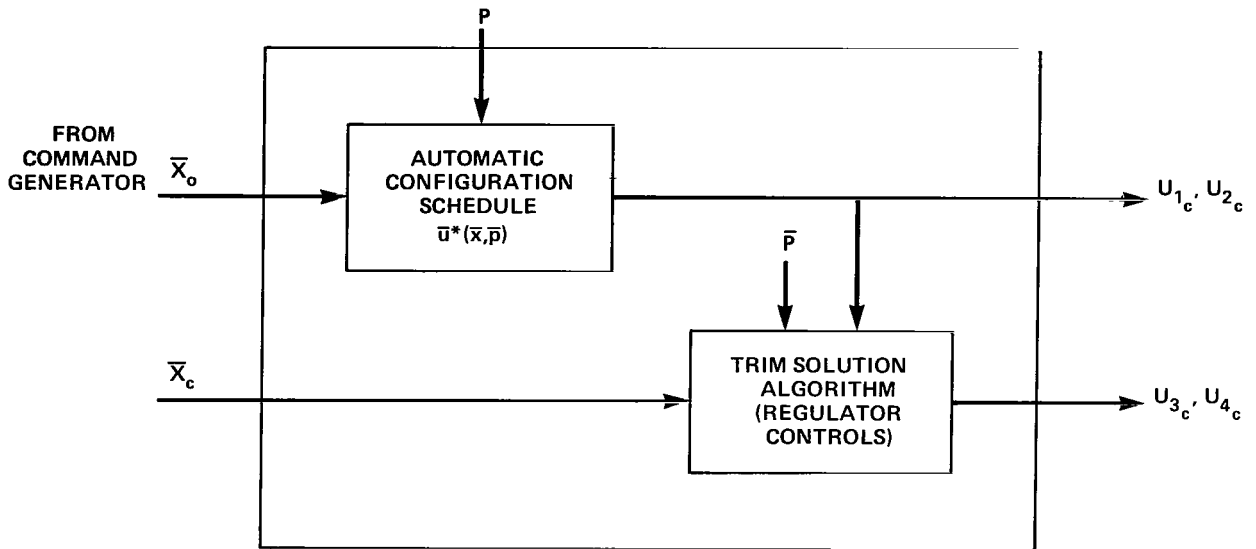 P
FROM
COMMAND
GENERATOR
X̅ₒ
AUTOMATIC
CONFIGURATION
SCHEDULE
u̅*(x̅,p̅)
U₁c, U₂c
P̅
X̅c
TRIM SOLUTION
ALGORITHM
(REGULATOR
CONTROLS)
U₃c, U₄c